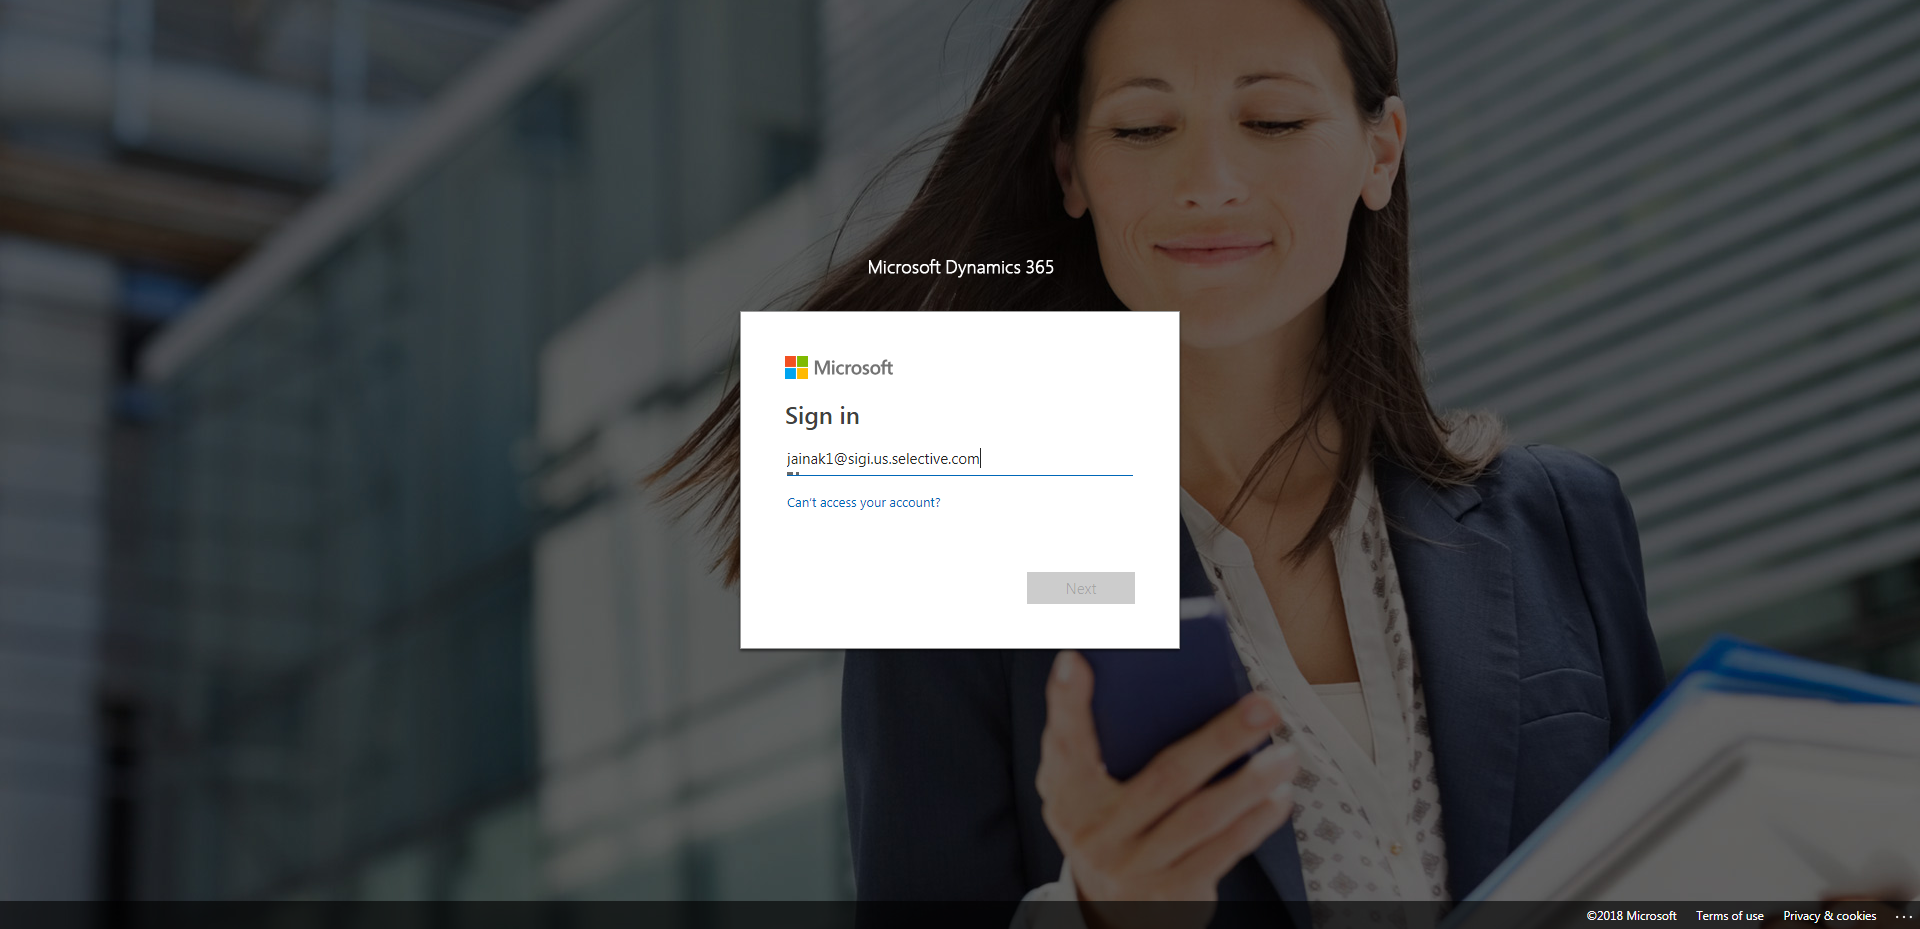 Microsoft Dynamics 365
Microsoft
Sign in
jainak1@sigi.us.selective.com
Can't access your account?
Next
©2018 Microsoft Terms of use Privacy & cookies ...